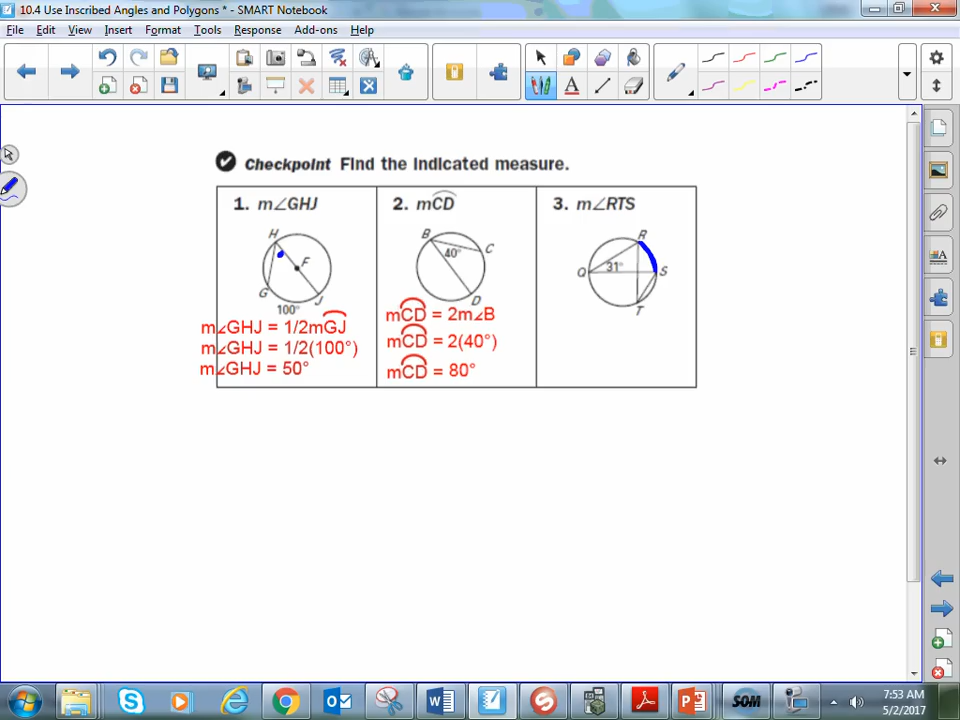 10.4 Use Inscribed Angles and Polygons * - SMART Notebook
File Edit View Insert Format Tools Response Add-ons Help
Checkpoint Find the indicated measure.
1. m∠GHJ
2. mCD
3. m∠RTS
H
F
G
J
100°
B
C
40°
D
R
Q
31°
S
T
m∠GHJ = 1/2mGJ
m∠GHJ = 1/2(100°)
m∠GHJ = 50°
mCD = 2m∠B
mCD = 2(40°)
mCD = 80°
SOM
7:53 AM
5/2/2017